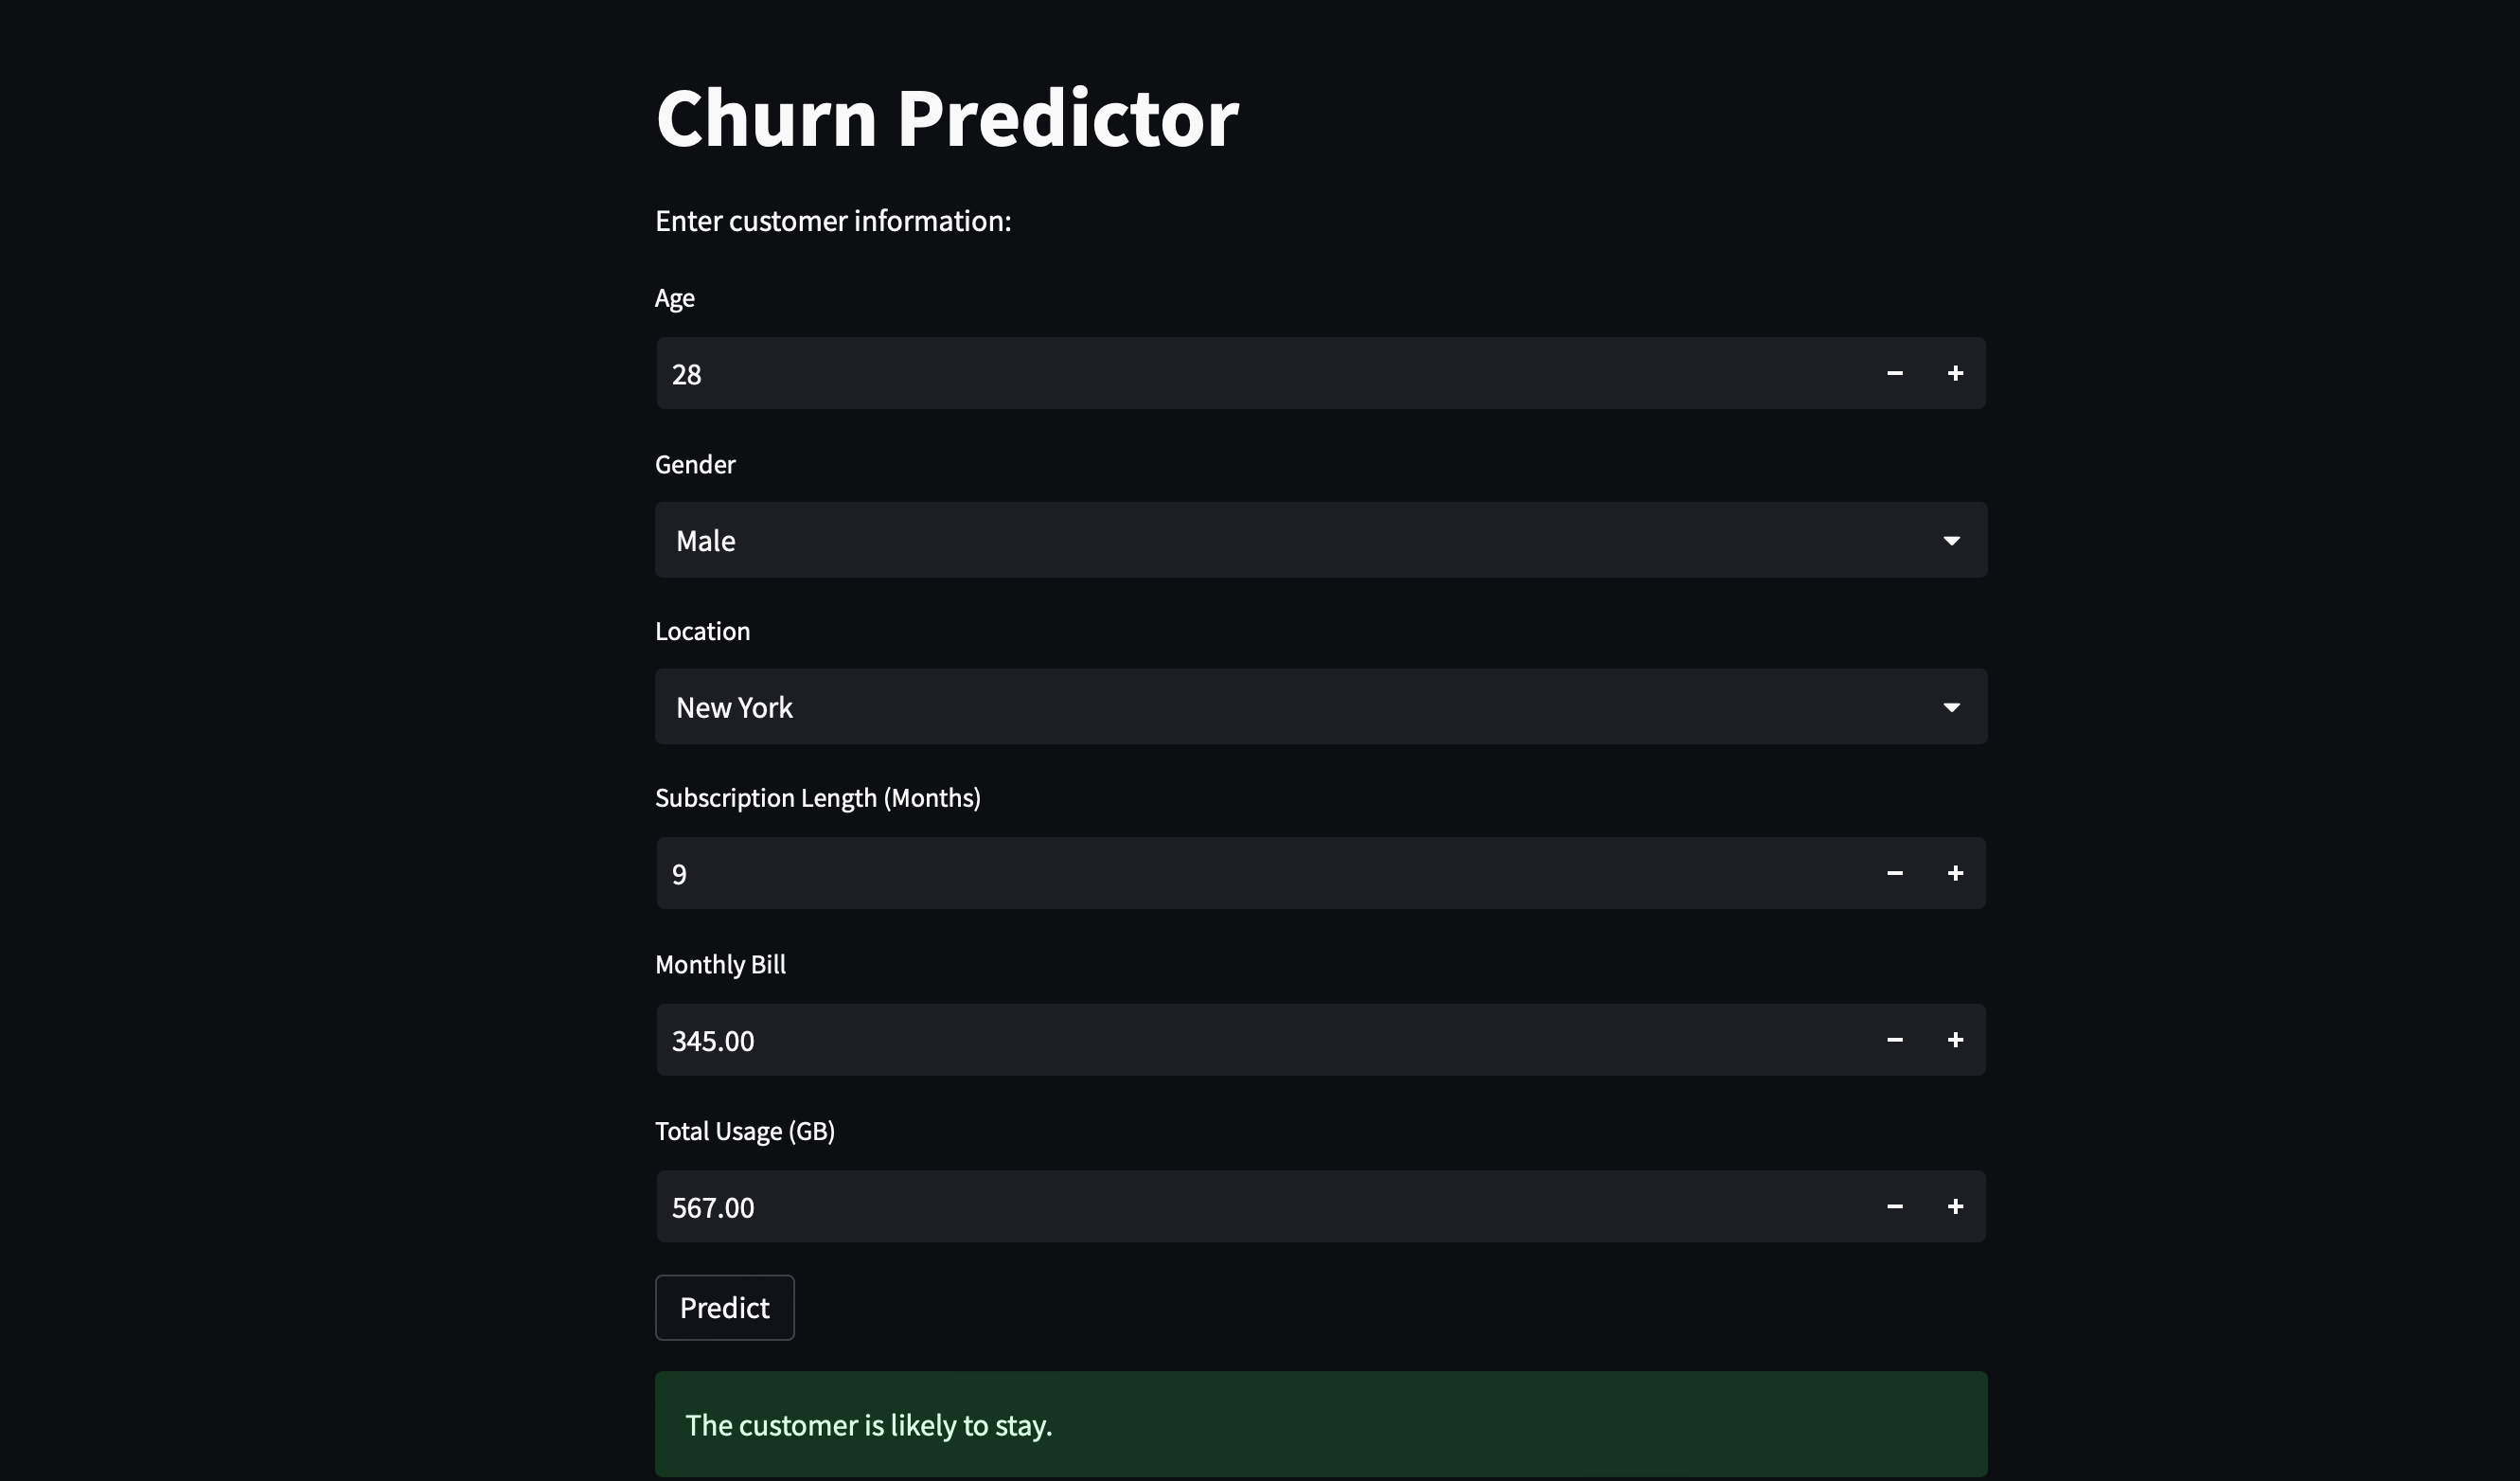 Churn Predictor
Enter customer information:
Age
28
Gender
Male
Location
New York
Subscription Length (Months)
9
Monthly Bill
345.00
Total Usage (GB)
567.00
Predict
The customer is likely to stay.